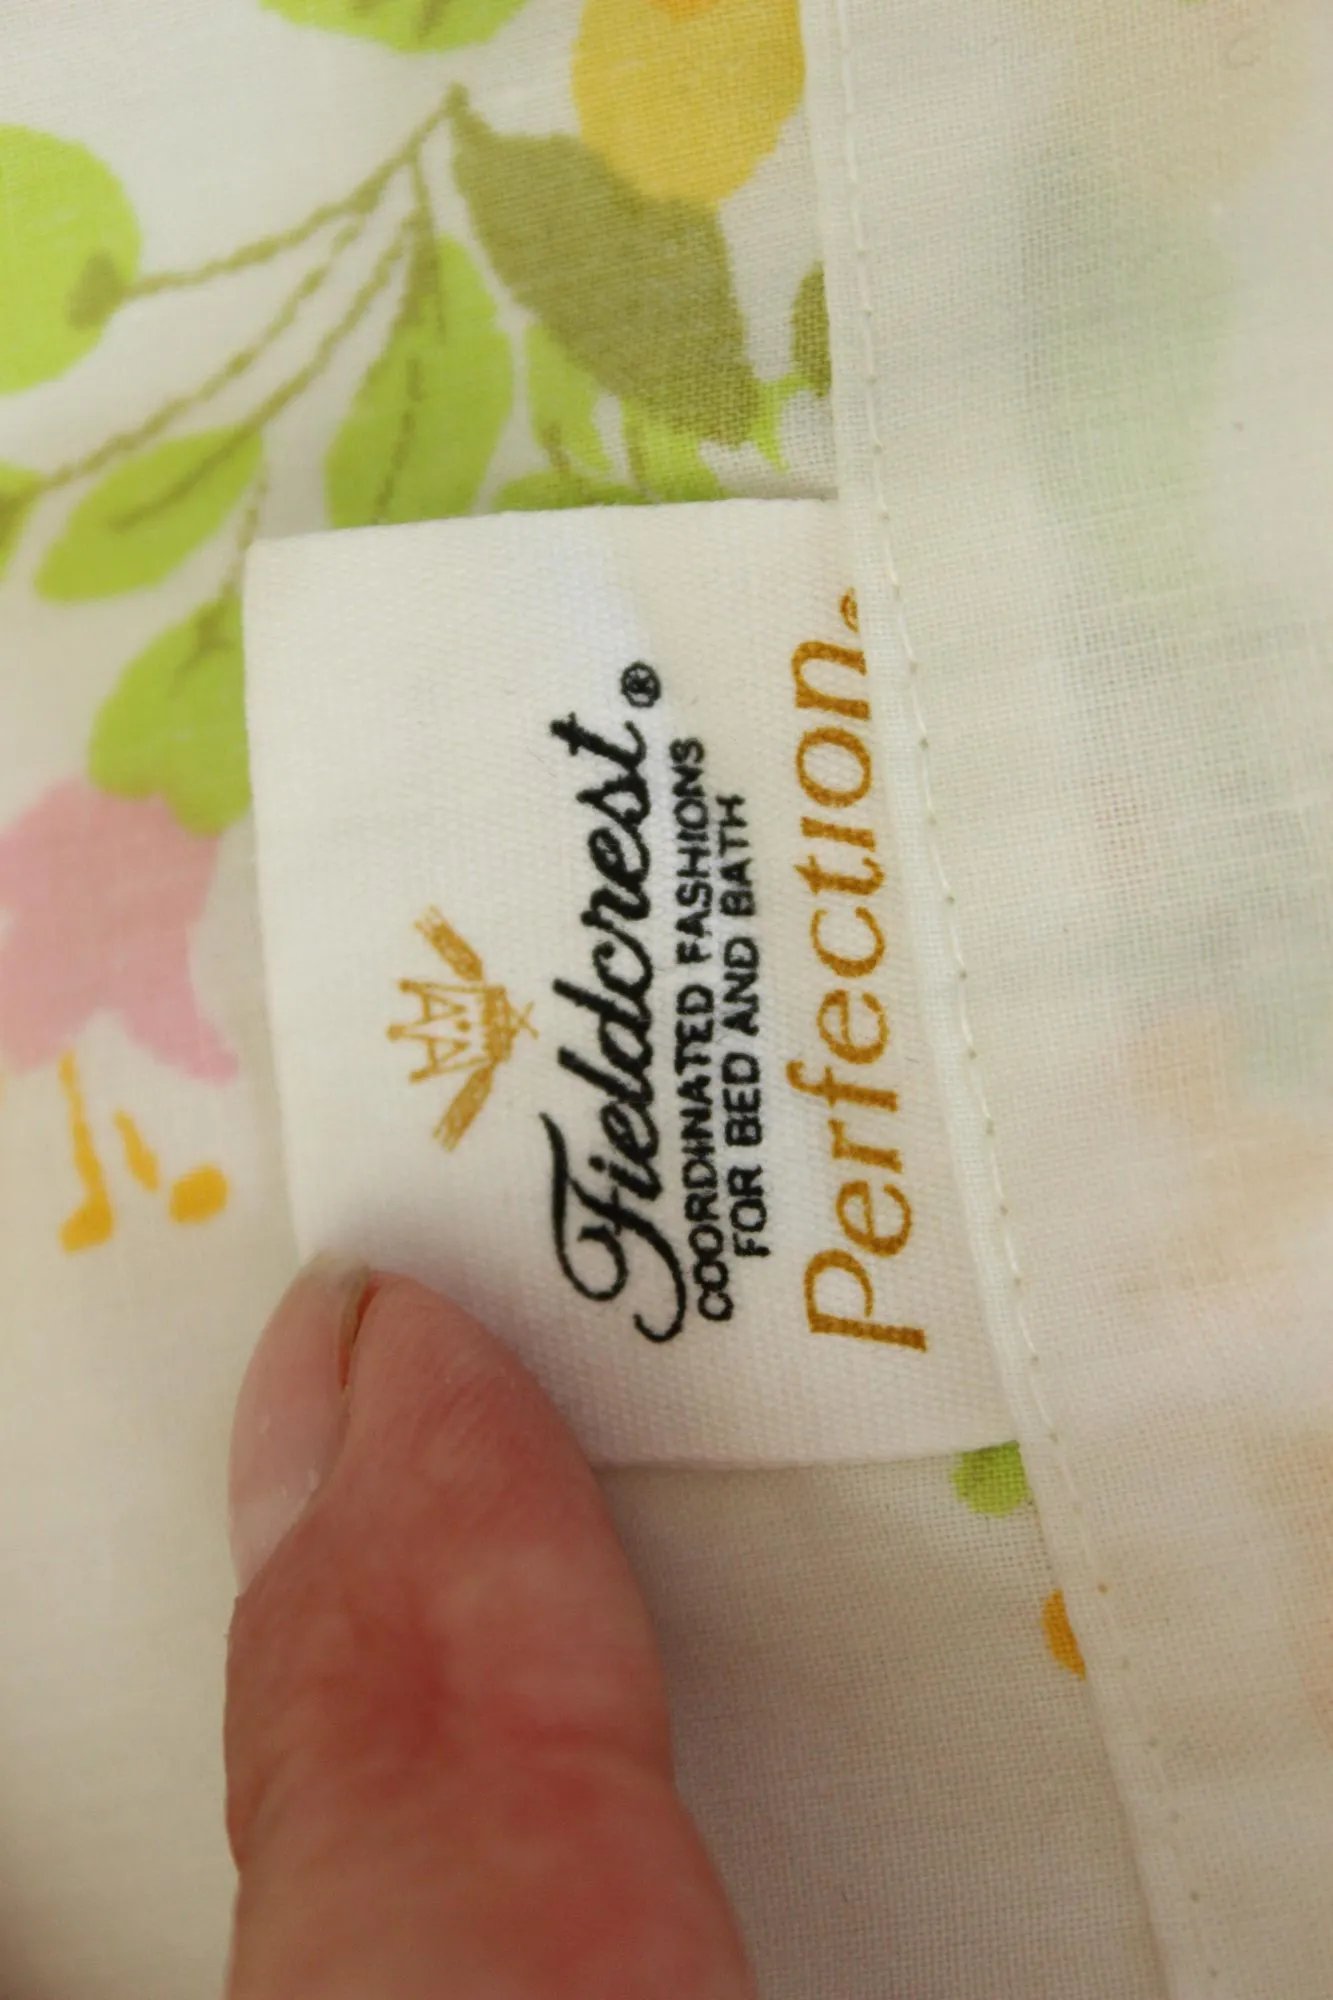 Fieldcrest®
COORDINATED FASHIONS
FOR BED AND BATH
Perfection®